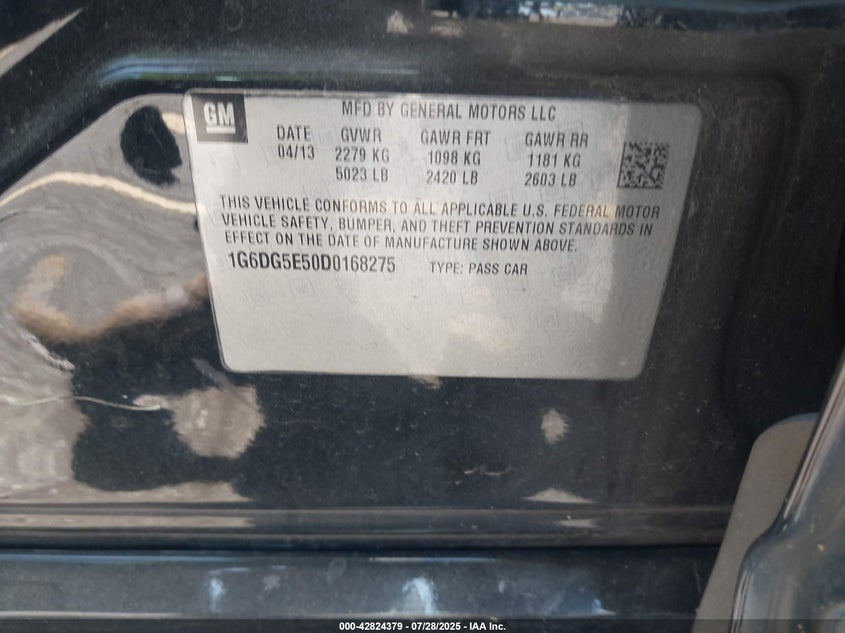 GM
MFD BY GENERAL MOTORS LLC
DATE GVWR GAWR FRT GAWR RR
04/13 2279 KG 1098 KG 1181 KG
5023 LB 2420 LB 2603 LB
THIS VEHICLE CONFORMS TO ALL APPLICABLE U.S. FEDERAL MOTOR
VEHICLE SAFETY, BUMPER, AND THEFT PREVENTION STANDARDS IN
EFFECT ON THE DATE OF MANUFACTURE SHOWN ABOVE.
1G6DG5E50D0168275 TYPE: PASS CAR
000-42824379 - 07/28/2025 - IAA Inc.